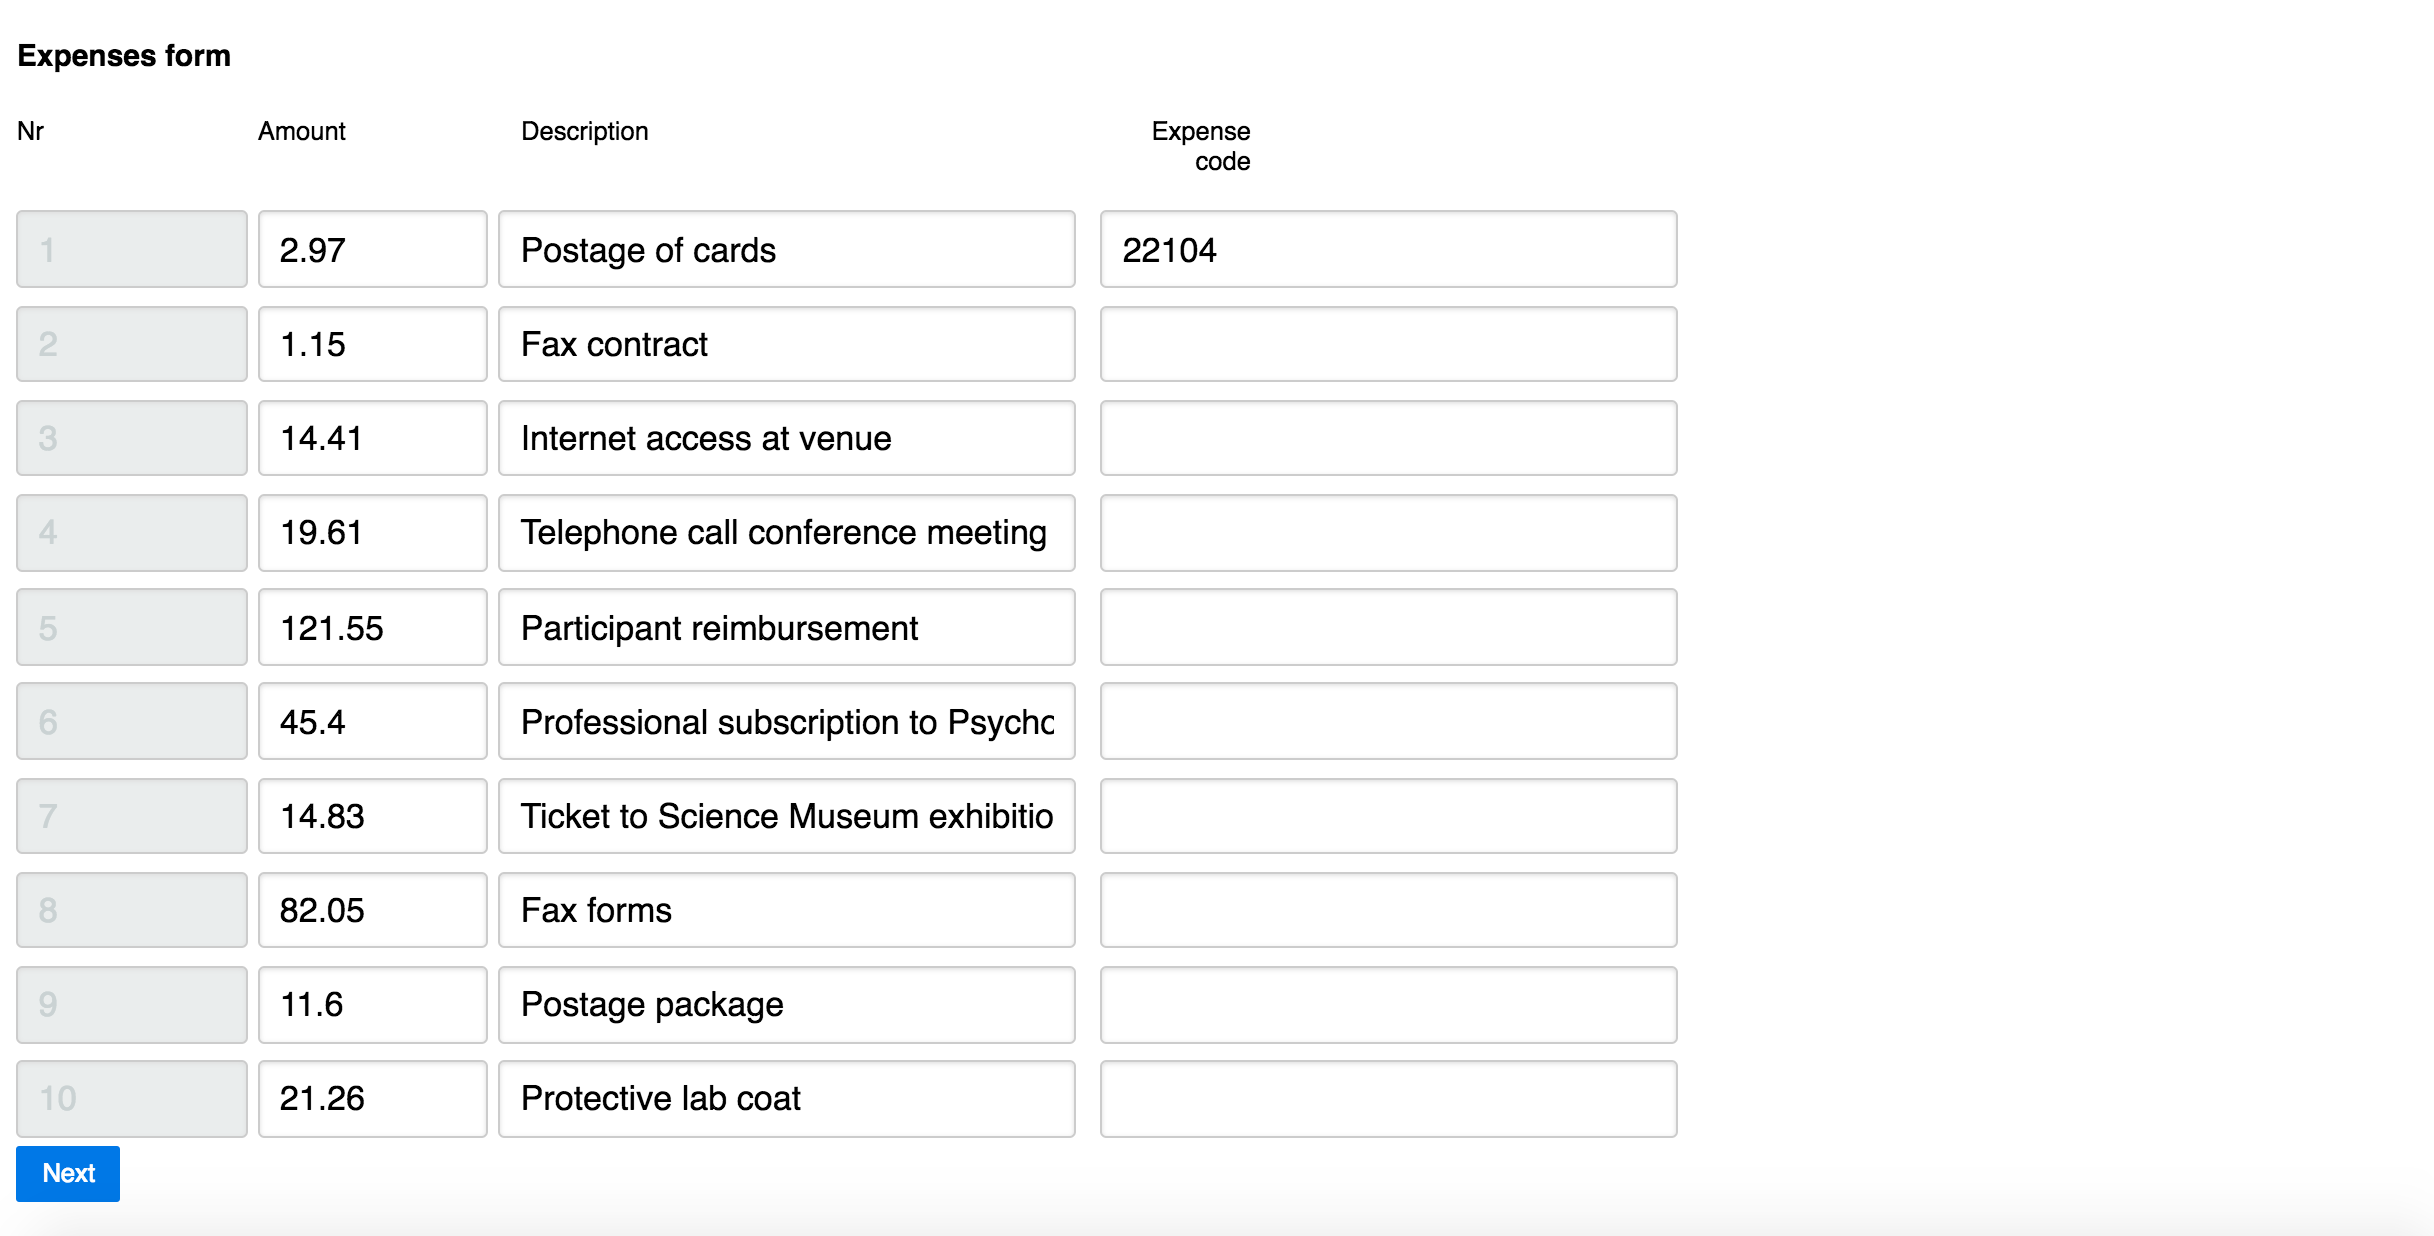 Expenses form
Nr Amount Description Expense
code
1 2.97 Postage of cards 22104
2 1.15 Fax contract
3 14.41 Internet access at venue
4 19.61 Telephone call conference meeting
5 121.55 Participant reimbursement
6 45.4 Professional subscription to Psycho
7 14.83 Ticket to Science Museum exhibitio
8 82.05 Fax forms
9 11.6 Postage package
10 21.26 Protective lab coat
Next